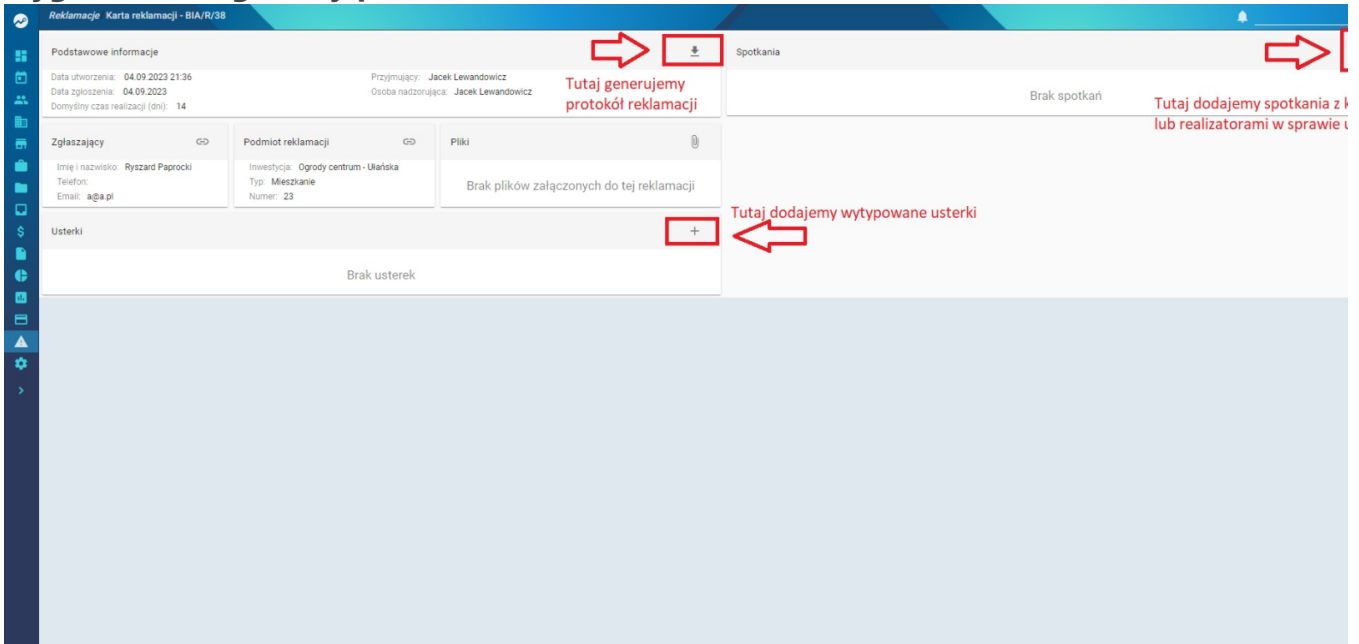 Reklamacje Karta reklamacji - BIA/R/38
Podstawowe informacje
Data utworzenia: 04.09.2023 21:36
Data zgłoszenia: 04.09.2023
Domyślny czas realizacji (dni): 14
Przyjmujący: Jacek Lewandowicz
Osoba nadzorująca: Jacek Lewandowicz
Tutaj generujemy
protokół reklamacji
Spotkania
Brak spotkań
Tutaj dodajemy spotkania z k
lub realizatorami w sprawie u
Zgłaszający
Imię i nazwisko: Ryszard Paprocki
Telefon:
Email: a@a.pl
Podmiot reklamacji
Inwestycja: Ogrody centrum - Ułańska
Typ: Mieszkanie
Numer: 23
Pliki
Brak plików załączonych do tej reklamacji
Tutaj dodajemy wytypowane usterki
Usterki
Brak usterek